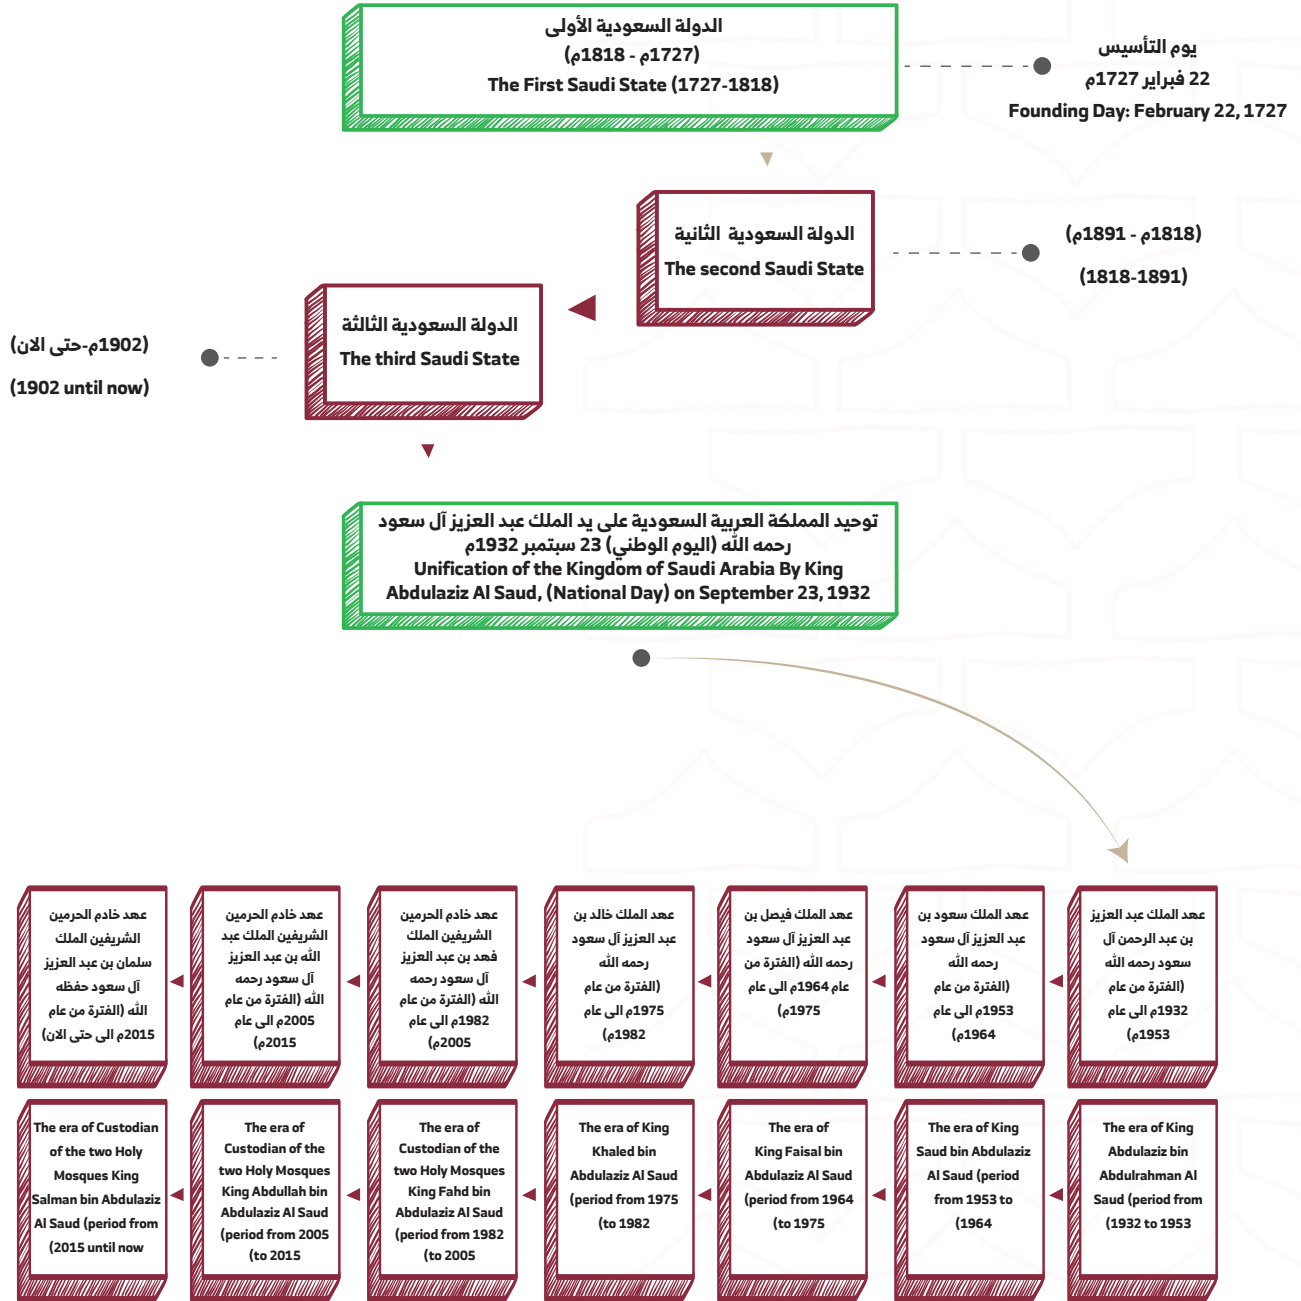 الدولة السعودية الأولى
(1727م - 1818م)
The First Saudi State (1727-1818)
يوم التأسيس
22 فبراير 1727م
Founding Day: February 22, 1727
الدولة السعودية الثانية
The second Saudi State
(1818م - 1891م)
(1818-1891)
الدولة السعودية الثالثة
The third Saudi State
(1902م-حتى الان)
(1902 until now)
توحيد المملكة العربية السعودية على يد الملك عبد العزيز آل سعود
رحمه الله (اليوم الوطني) 23 سبتمبر 1932م
Unification of the Kingdom of Saudi Arabia By King
Abdulaziz Al Saud, (National Day) on September 23, 1932
عهد الملك عبد العزيز
بن عبد الرحمن آل
سعود رحمه الله
(الفترة من عام
1932م الى عام
1953م)
عهد الملك سعود بن
عبد العزيز آل سعود
رحمه الله
(الفترة من عام
1953م الى عام
1964م)
عهد الملك فيصل بن
عبد العزيز آل سعود
رحمه الله (الفترة من
عام 1964م الى عام
1975م)
عهد الملك خالد بن
عبد العزيز آل سعود
رحمه الله
(الفترة من عام
1975م الى عام
1982م)
عهد خادم الحرمين
الشريفين الملك
فهد بن عبد العزيز
آل سعود رحمه
الله (الفترة من عام
1982م الى عام
2005م)
عهد خادم الحرمين
الشريفين الملك عبد
الله بن عبد العزيز
آل سعود رحمه
الله (الفترة من عام
2005م الى عام
2015م)
عهد خادم الحرمين
الشريفين الملك
سلمان بن عبد العزيز
آل سعود حفظه
الله (الفترة من عام
2015م الى حتى الان)
The era of King
Abdulaziz bin
Abdulrahman Al
Saud (period from
(1932 to 1953
The era of King
Saud bin Abdulaziz
Al Saud (period
from 1953 to
(1964
The era of
King Faisal bin
Abdulaziz Al Saud
(period from 1964
(to 1975
The era of King
Khaled bin
Abdulaziz Al Saud
(period from 1975
(to 1982
The era of
Custodian of the
two Holy Mosques
King Fahd bin
Abdulaziz Al Saud
(period from 1982
(to 2005
The era of
Custodian of the
two Holy Mosques
King Abdullah bin
Abdulaziz Al Saud
(period from 2005
(to 2015
The era of Custodian
of the two Holy
Mosques King
Salman bin Abdulaziz
Al Saud (period from
(2015 until now